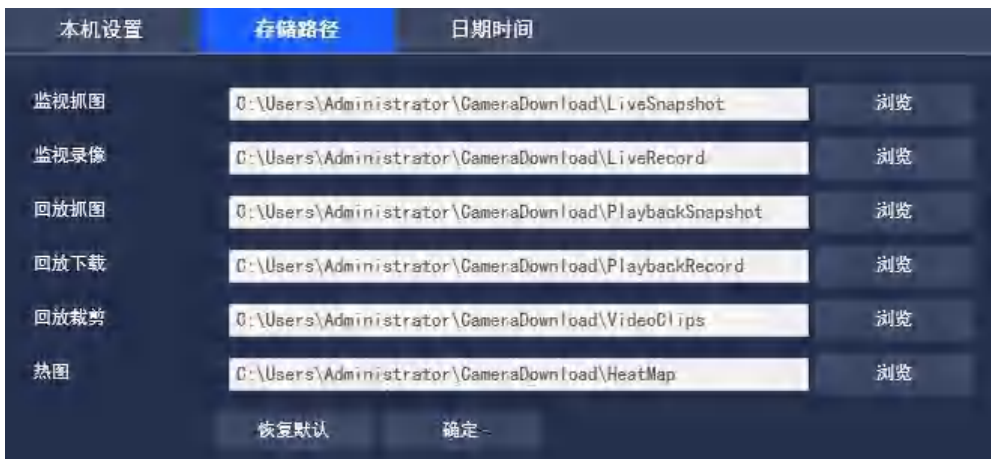 本机设置 存储路径 日期时间
监视抓图 C:\Users\Administrator\CameraDownload\LiveSnapshot 浏览
监视录像 C:\Users\Administrator\CameraDownload\LiveRecord 浏览
回放抓图 C:\Users\Administrator\CameraDownload\PlaybackSnapshot 浏览
回放下载 C:\Users\Administrator\CameraDownload\PlaybackRecord 浏览
回放裁剪 C:\Users\Administrator\CameraDownload\VideoClips 浏览
热图 C:\Users\Administrator\CameraDownload\HeatMap 浏览
恢复默认 确定